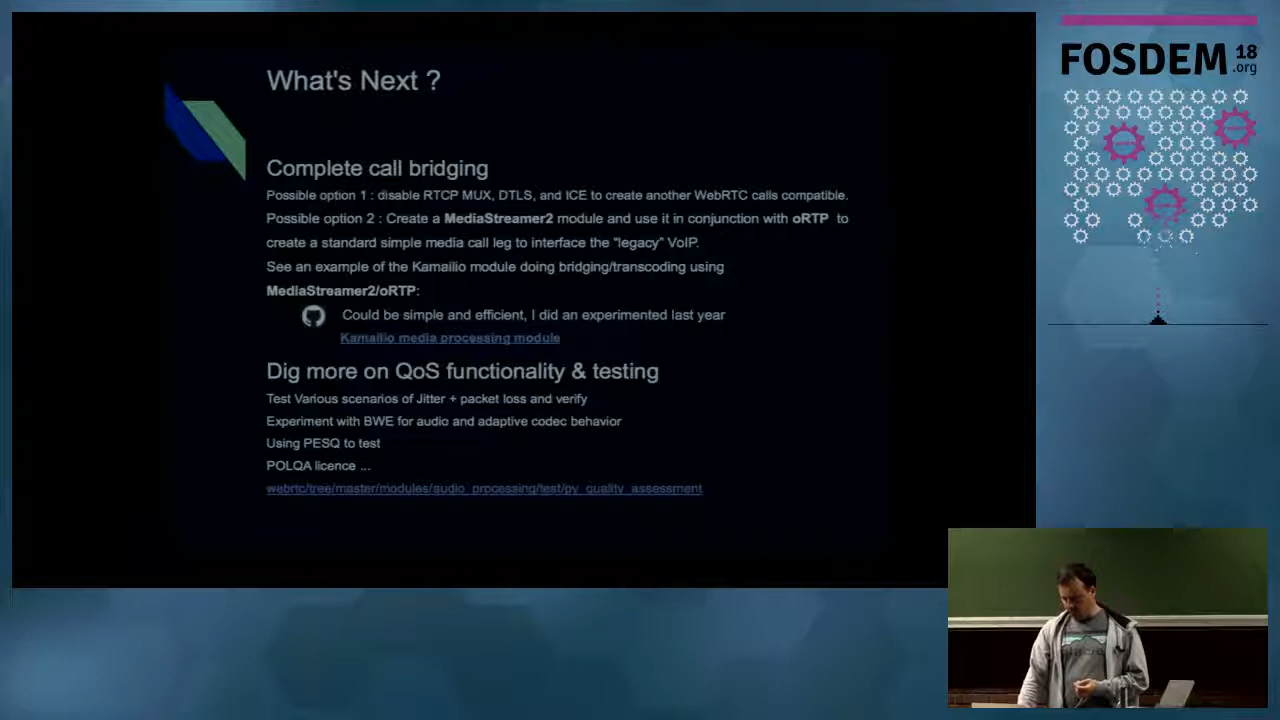 What's Next ?
Complete call bridging
Possible option 1 : disable RTCP MUX, DTLS, and ICE to create another WebRTC calls compatible.
Possible option 2 : Create a MediaStreamer2 module and use it in conjunction with oRTP to
create a standard simple media call leg to interface the "legacy" VoIP.
See an example of the Kamailio module doing bridging/transcoding using
MediaStreamer2/oRTP:
Could be simple and efficient, I did an experimented last year
Kamailio media processing module
Dig more on QoS functionality & testing
Test Various scenarios of Jitter + packet loss and verify
Experiment with BWE for audio and adaptive codec behavior
Using PESQ to test
POLQA licence ...
webrtc/tree/master/modules/audio_processing/test/py_quality_assessment
FOSDEM 18
.org